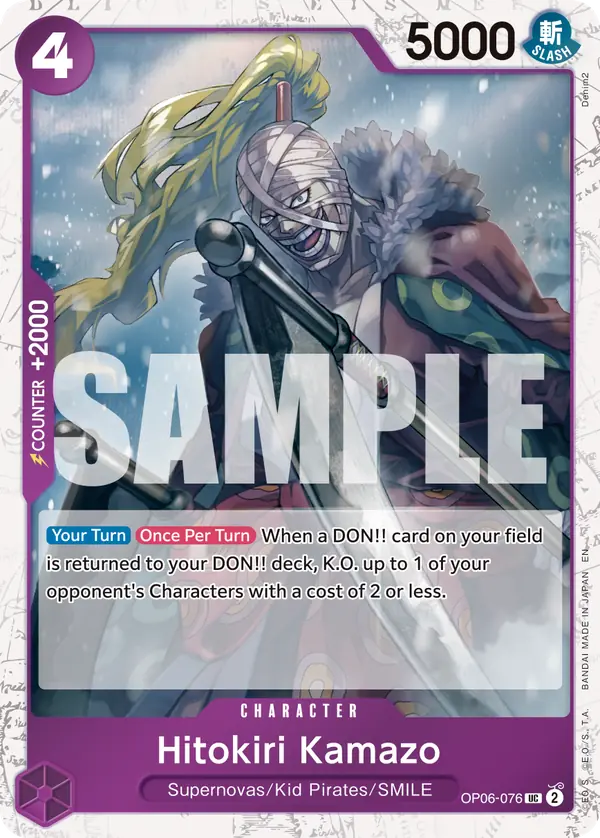 4
5000
斬
SLASH
Denim2
COUNTER +2000
SAMPLE
Your Turn Once Per Turn When a DON!! card on your field
is returned to your DON!! deck, K.O. up to 1 of your
opponent's Characters with a cost of 2 or less.
BANDAI MADE IN JAPAN EN
CHARACTER
Hitokiri Kamazo
Supernovas/Kid Pirates/SMILE
OP06-076 UC 2